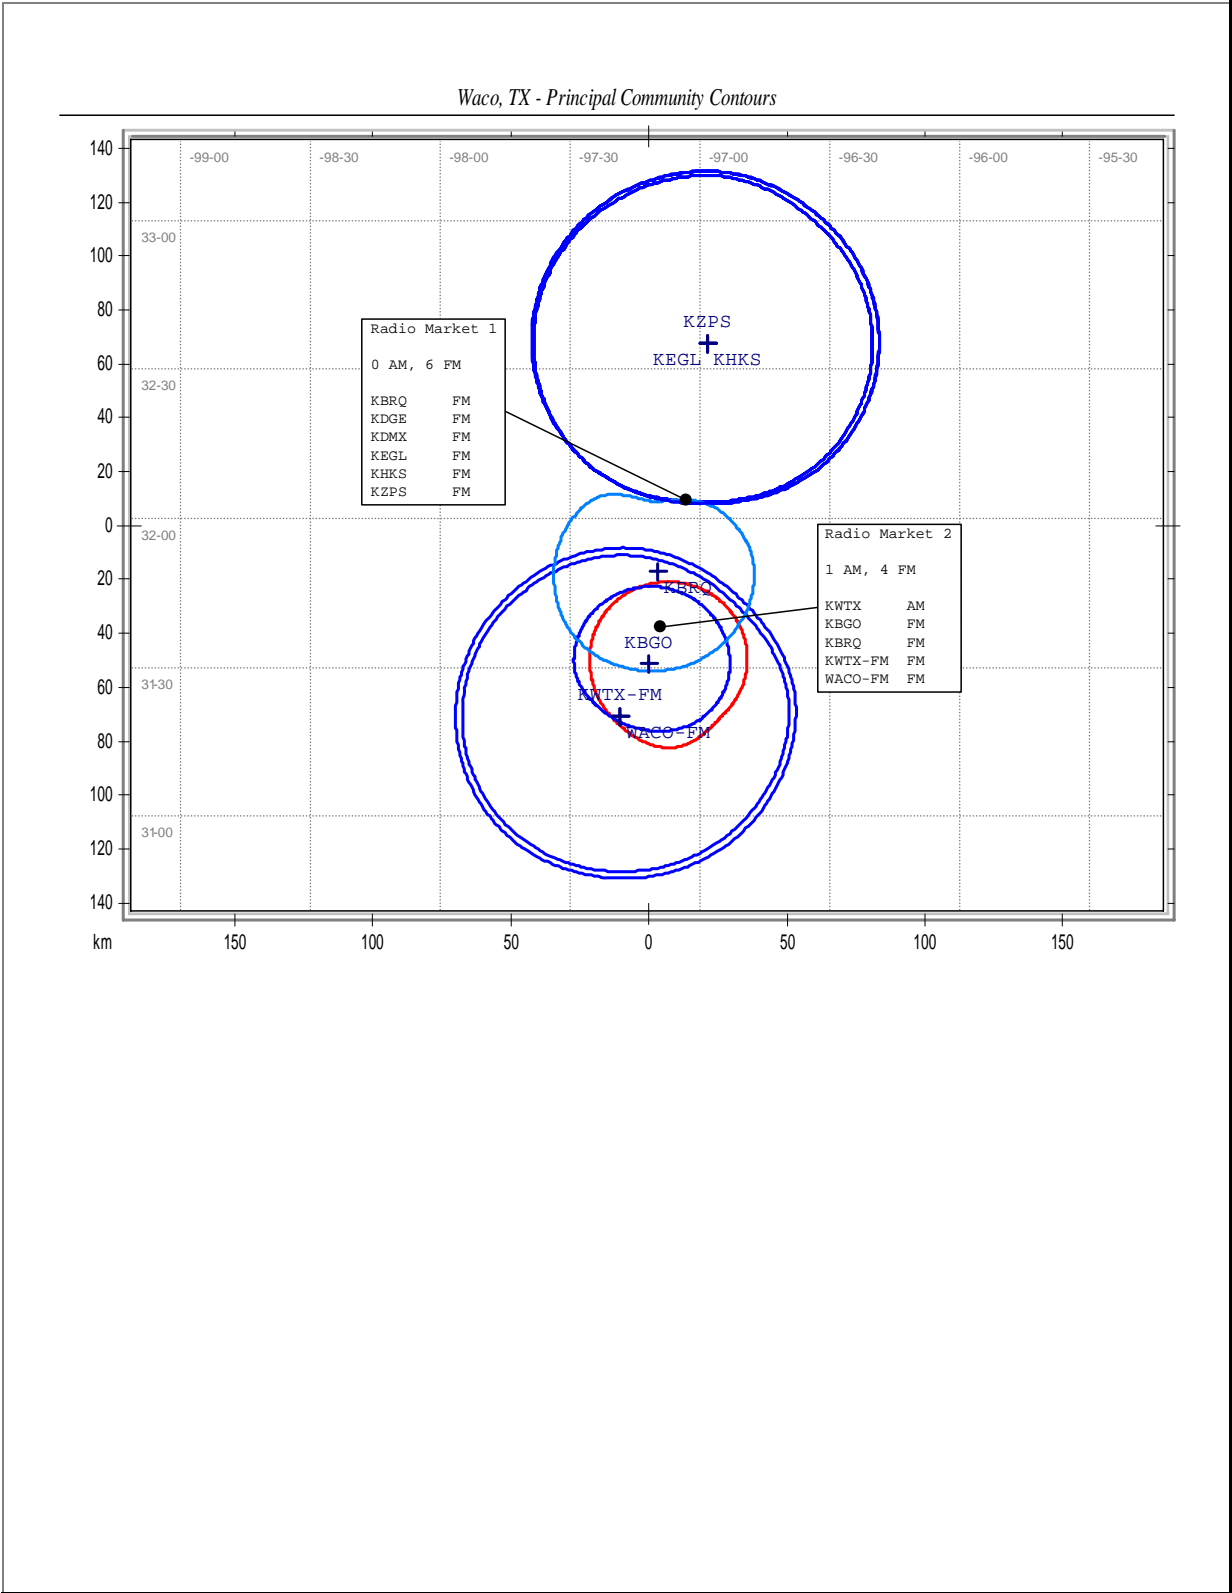 Waco, TX - Principal Community Contours
-99-00 -98-30 -98-00 -97-30 -97-00 -96-30 -96-00 -95-30
140
120
33-00
100
80
KZPS
Radio Market 1
KEGL KHKS
0 AM, 6 FM
60
32-30
KBRQ FM
40
KDGE FM
KDMX FM
KEGL FM
20
KHKS FM
KZPS FM
0
32-00
Radio Market 2
1 AM, 4 FM
20
KBRQ
KWTX AM
KBGO FM
40
KBGO
KBRQ FM
KWTX-FM FM
WACO-FM FM
31-30
60
KWTX-FM
WACO-FM
80
100
31-00
120
140
km 150 100 50 0 50 100 150